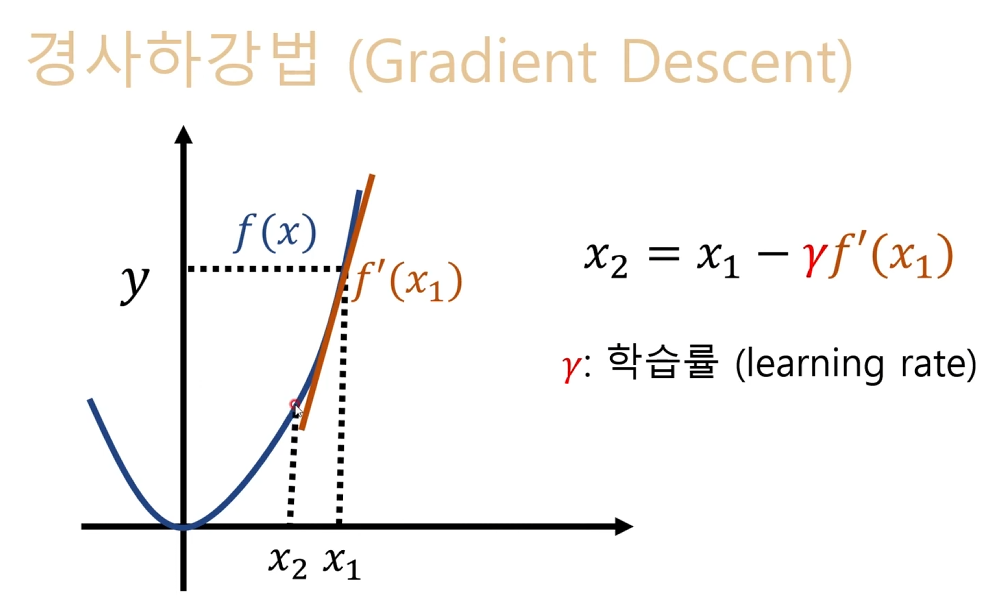 경사하강법 (Gradient Descent)
f(x)
y
f′(x₁)
x₂ = x₁ − γf′(x₁)
γ: 학습률 (learning rate)
x₂ x₁